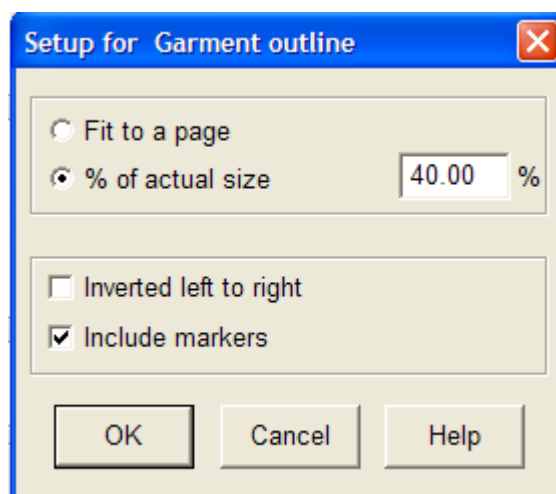 Setup for Garment outline
Fit to a page
% of actual size 40.00 %
Inverted left to right
Include markers
OK Cancel Help